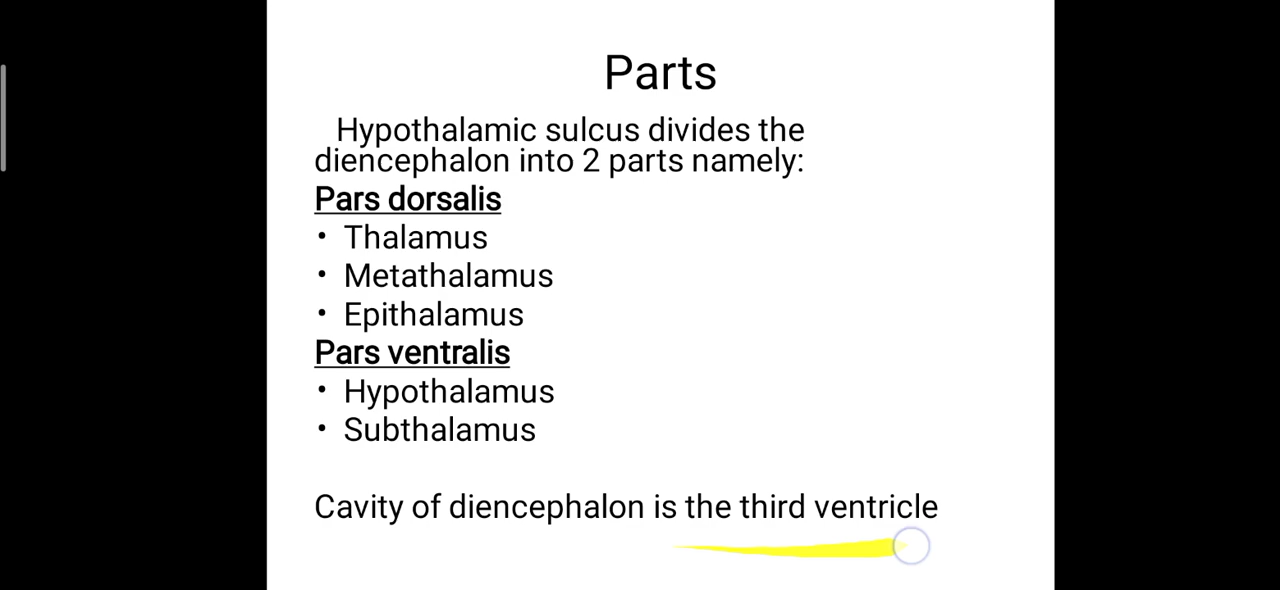 Parts
Hypothalamic sulcus divides the
diencephalon into 2 parts namely:
Pars dorsalis
• Thalamus
• Metathalamus
• Epithalamus
Pars ventralis
• Hypothalamus
• Subthalamus
Cavity of diencephalon is the third ventricle